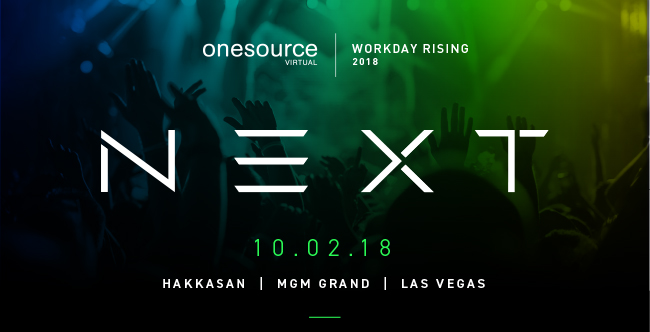 onesource
VIRTUAL
WORKDAY RISING
2018
NEXT
10.02.18
HAKKASAN | MGM GRAND | LAS VEGAS